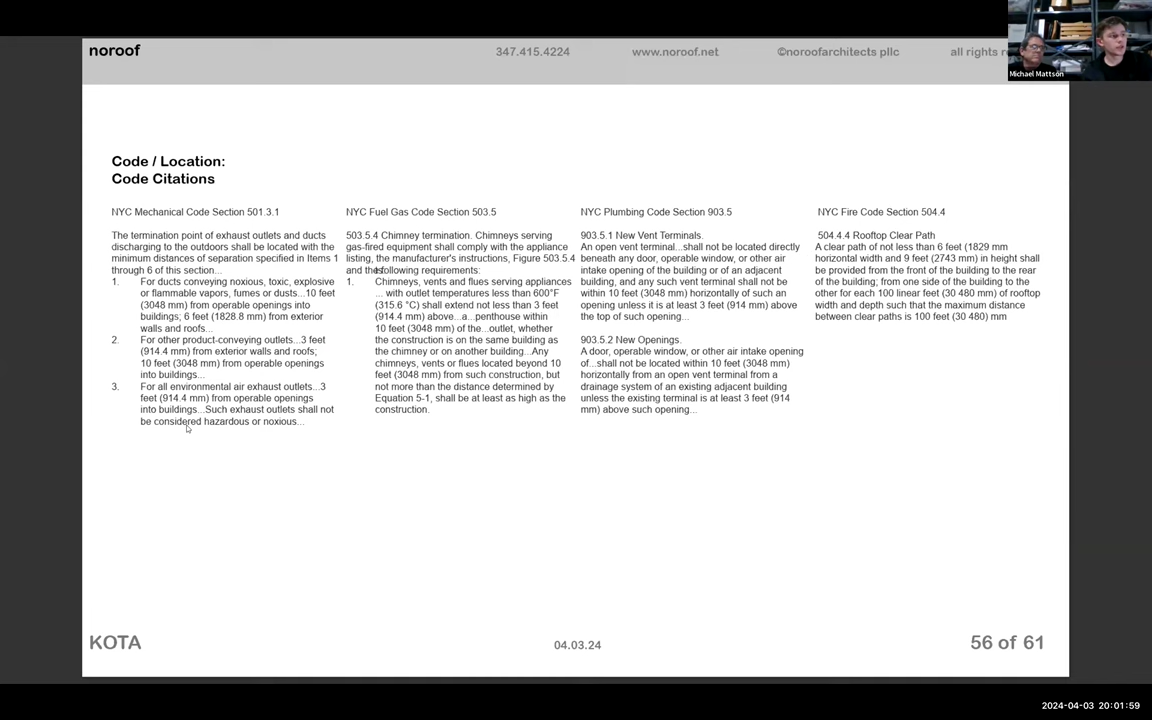 noroof
347.415.4224
www.noroof.net
©noroofarchitects pllc
all rights
Michael Mattson
Code / Location:
Code Citations
NYC Mechanical Code Section 501.3.1
The termination point of exhaust outlets and ducts
discharging to the outdoors shall be located with the
minimum distances of separation specified in Items 1
through 6 of this section...
1. For ducts conveying noxious, toxic, explosive
or flammable vapors, fumes or dusts...10 feet
(3048 mm) from operable openings into
buildings; 6 feet (1828.8 mm) from exterior
walls and roofs...
2. For other product-conveying outlets...3 feet
(914.4 mm) from exterior walls and roofs;
10 feet (3048 mm) from operable openings
into buildings...
3. For all environmental air exhaust outlets...3
feet (914.4 mm) from operable openings
into buildings...Such exhaust outlets shall not
be considered hazardous or noxious...
NYC Fuel Gas Code Section 503.5
503.5.4 Chimney termination. Chimneys serving
gas-fired equipment shall comply with the appliance
listing, the manufacturer's instructions, Figure 503.5.4
and the following requirements:
1. Chimneys, vents and flues serving appliances
... with outlet temperatures less than 600°F
(315.6 °C) shall extend not less than 3 feet
(914.4 mm) above...a...penthouse within
10 feet (3048 mm) of the...outlet, whether
the construction is on the same building as
the chimney or on another building...Any
chimneys, vents or flues located beyond 10
feet (3048 mm) from such construction, but
not more than the distance determined by
Equation 5-1, shall be at least as high as the
construction.
NYC Plumbing Code Section 903.5
903.5.1 New Vent Terminals.
An open vent terminal...shall not be located directly
beneath any door, operable window, or other air
intake opening of the building or of an adjacent
building, and any such vent terminal shall not be
within 10 feet (3048 mm) horizontally of such an
opening unless it is at least 3 feet (914 mm) above
the top of such opening...
903.5.2 New Openings.
A door, operable window, or other air intake opening
of...shall not be located within 10 feet (3048 mm)
horizontally from an open vent terminal from a
drainage system of an existing adjacent building
unless the existing terminal is at least 3 feet (914
mm) above such opening...
NYC Fire Code Section 504.4
504.4.4 Rooftop Clear Path
A clear path of not less than 6 feet (1829 mm
horizontal width and 9 feet (2743 mm) in height shall
be provided from the front of the building to the rear
of the building; from one side of the building to the
other for each 100 linear feet (30 480 mm) of rooftop
width and depth such that the maximum distance
between clear paths is 100 feet (30 480) mm
KOTA
04.03.24
56 of 61
2024-04-03 20:01:59